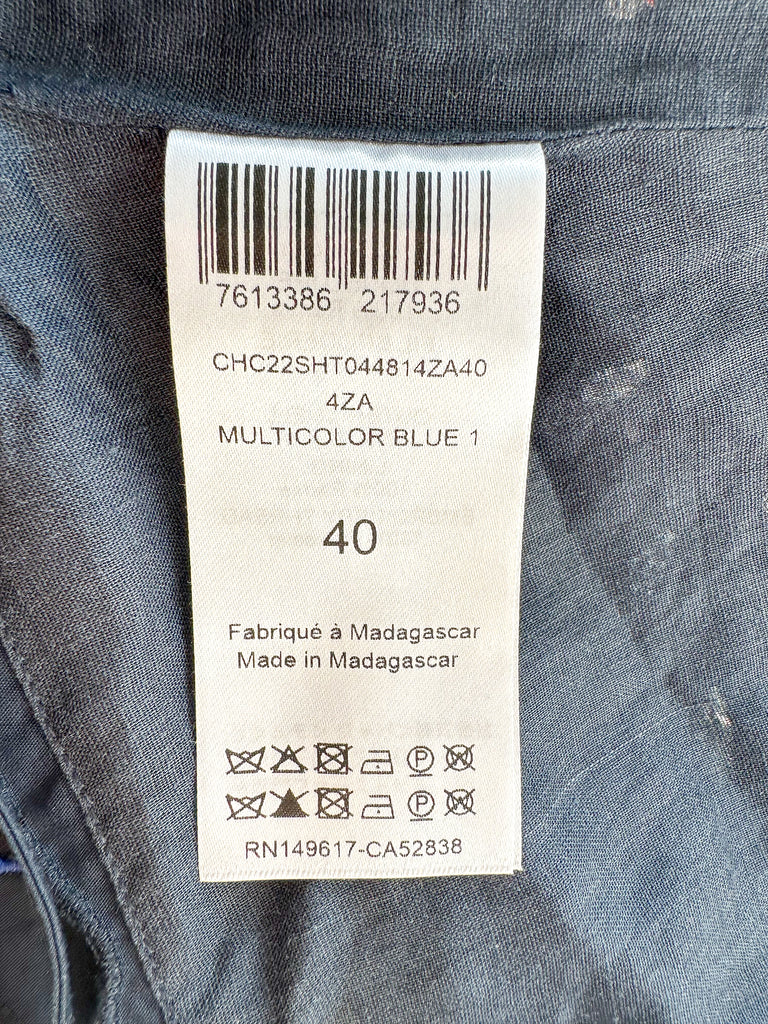 7613386 217936
CHC22SHT044814ZA40
4ZA
MULTICOLOR BLUE 1
40
Fabriqué à Madagascar
Made in Madagascar
P W
P W
RN149617-CA52838